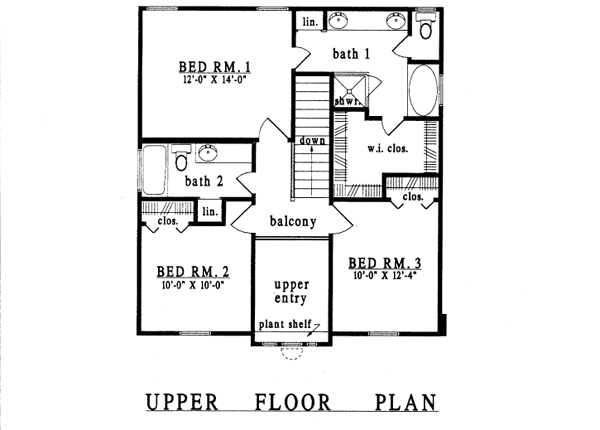 lin.
bath 1
BED RM. 1
12'-0" X 14'-0"
shwr.
down
w.i. clos.
bath 2
clos.
lin.
clos.
balcony
BED RM. 2
10'-0" X 10'-0"
upper
entry
BED RM. 3
10'-0" X 12'-4"
plant shelf
UPPER FLOOR PLAN